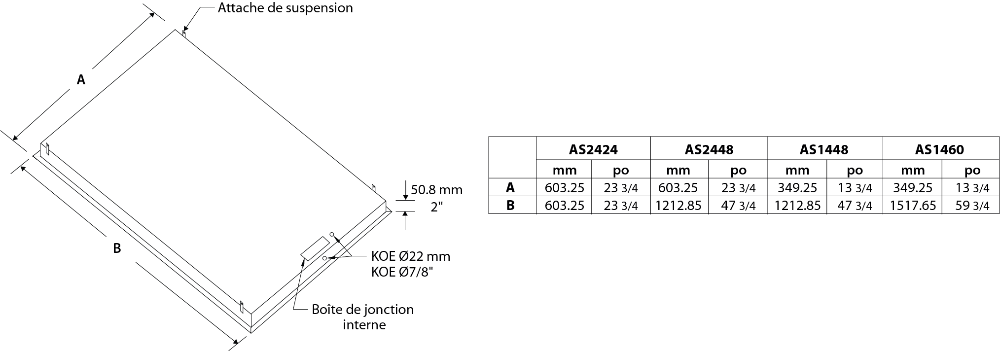 Attache de suspension
A
B
50.8 mm
2"
KOE Ø22 mm
KOE Ø7/8"
Boîte de jonction
interne
AS2424 AS2448 AS1448 AS1460
mm po mm po mm po mm po
A 603.25 23 3/4 603.25 23 3/4 349.25 13 3/4 349.25 13 3/4
B 603.25 23 3/4 1212.85 47 3/4 1212.85 47 3/4 1517.65 59 3/4